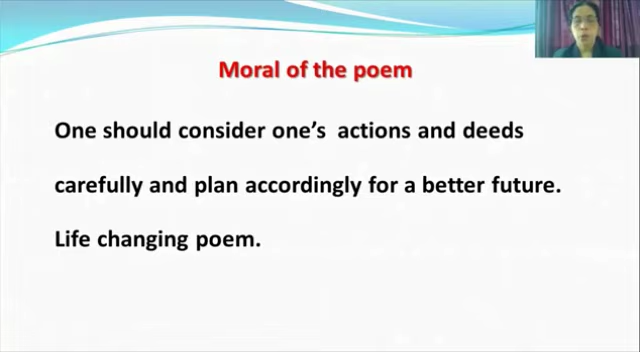 Moral of the poem
One should consider one's  actions and deeds
carefully and plan accordingly for a better future.
Life changing poem.